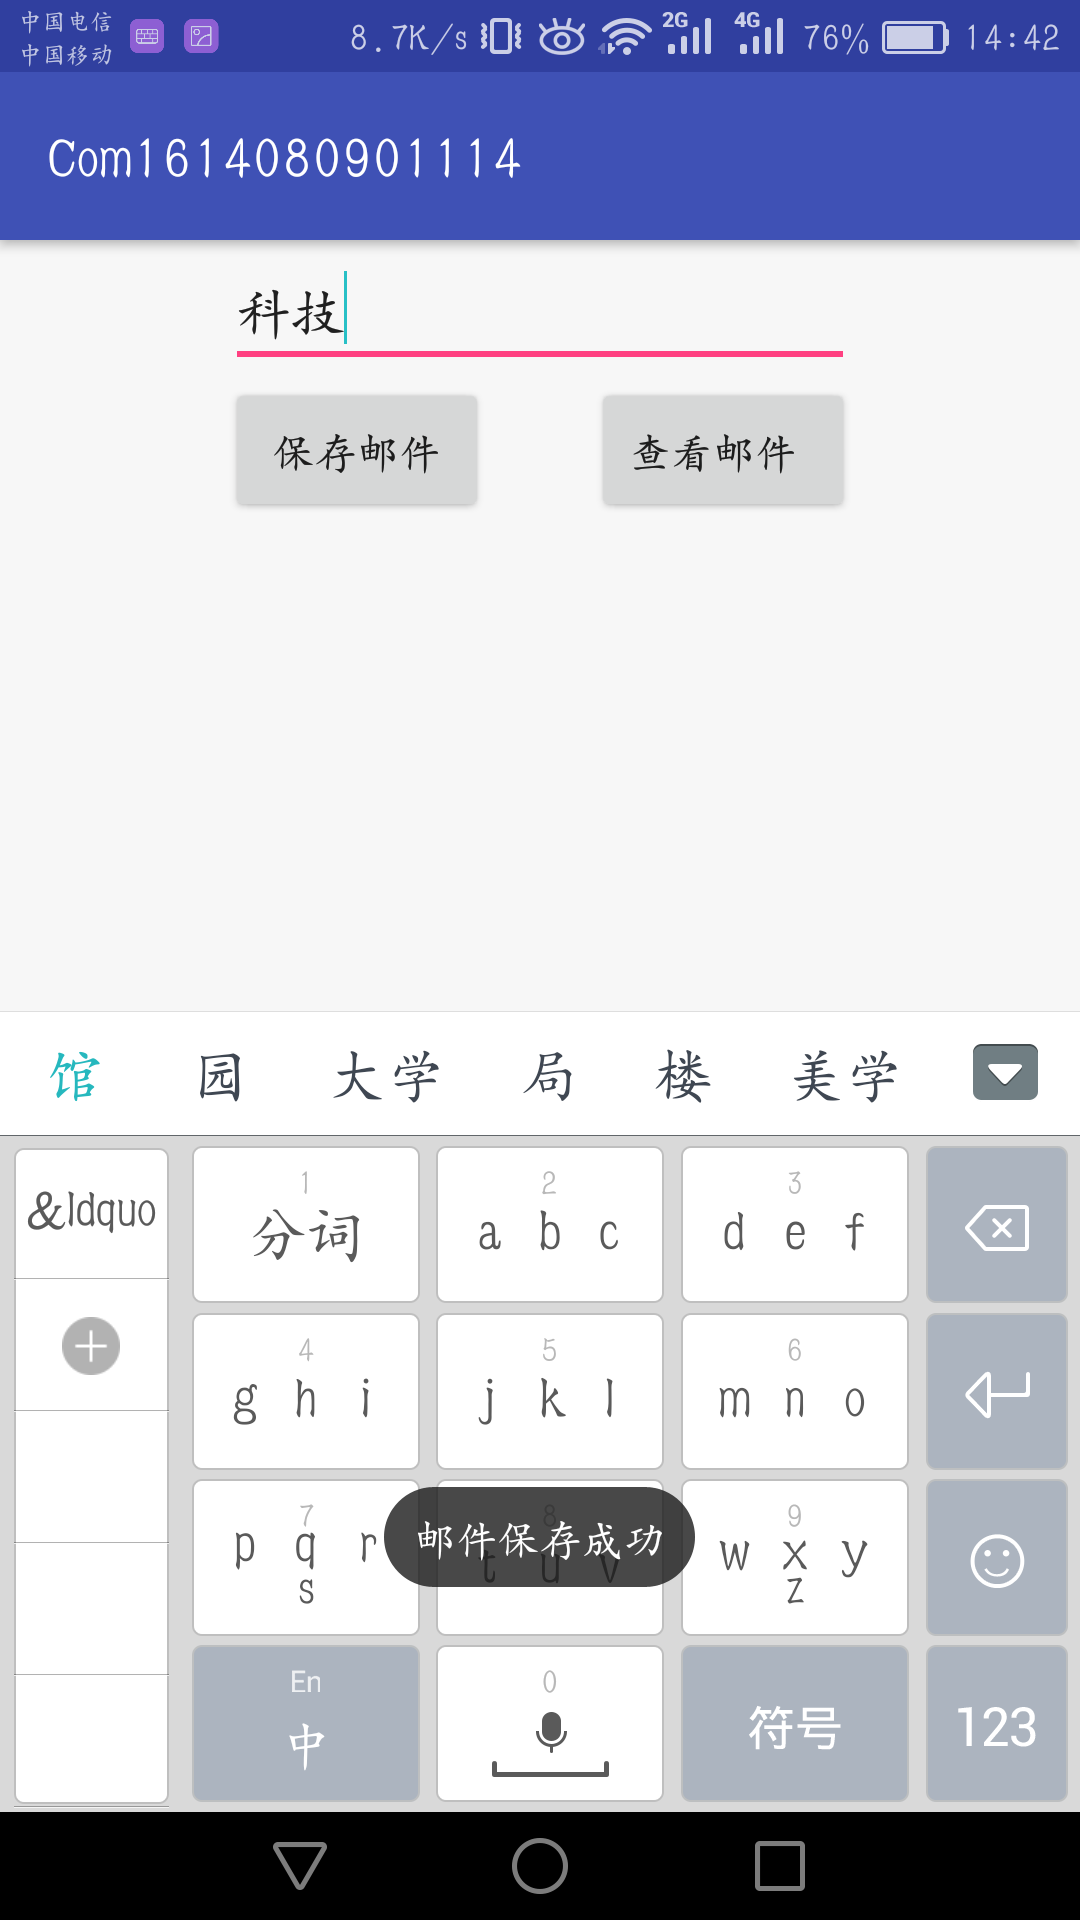 中国电信
中国移动
8.7K/s 2G 4G 76% 14:42
Com1614080901114
科技
保存邮件 查看邮件
馆 园 大学 局 楼 美学
&ldquo
1
分词
2
a b c
3
d e f
4
g h i
5
j k l
6
m n o
7
p q r
s
8
t u v
邮件保存成功
9
w x y
z
En
中
0
符号
123